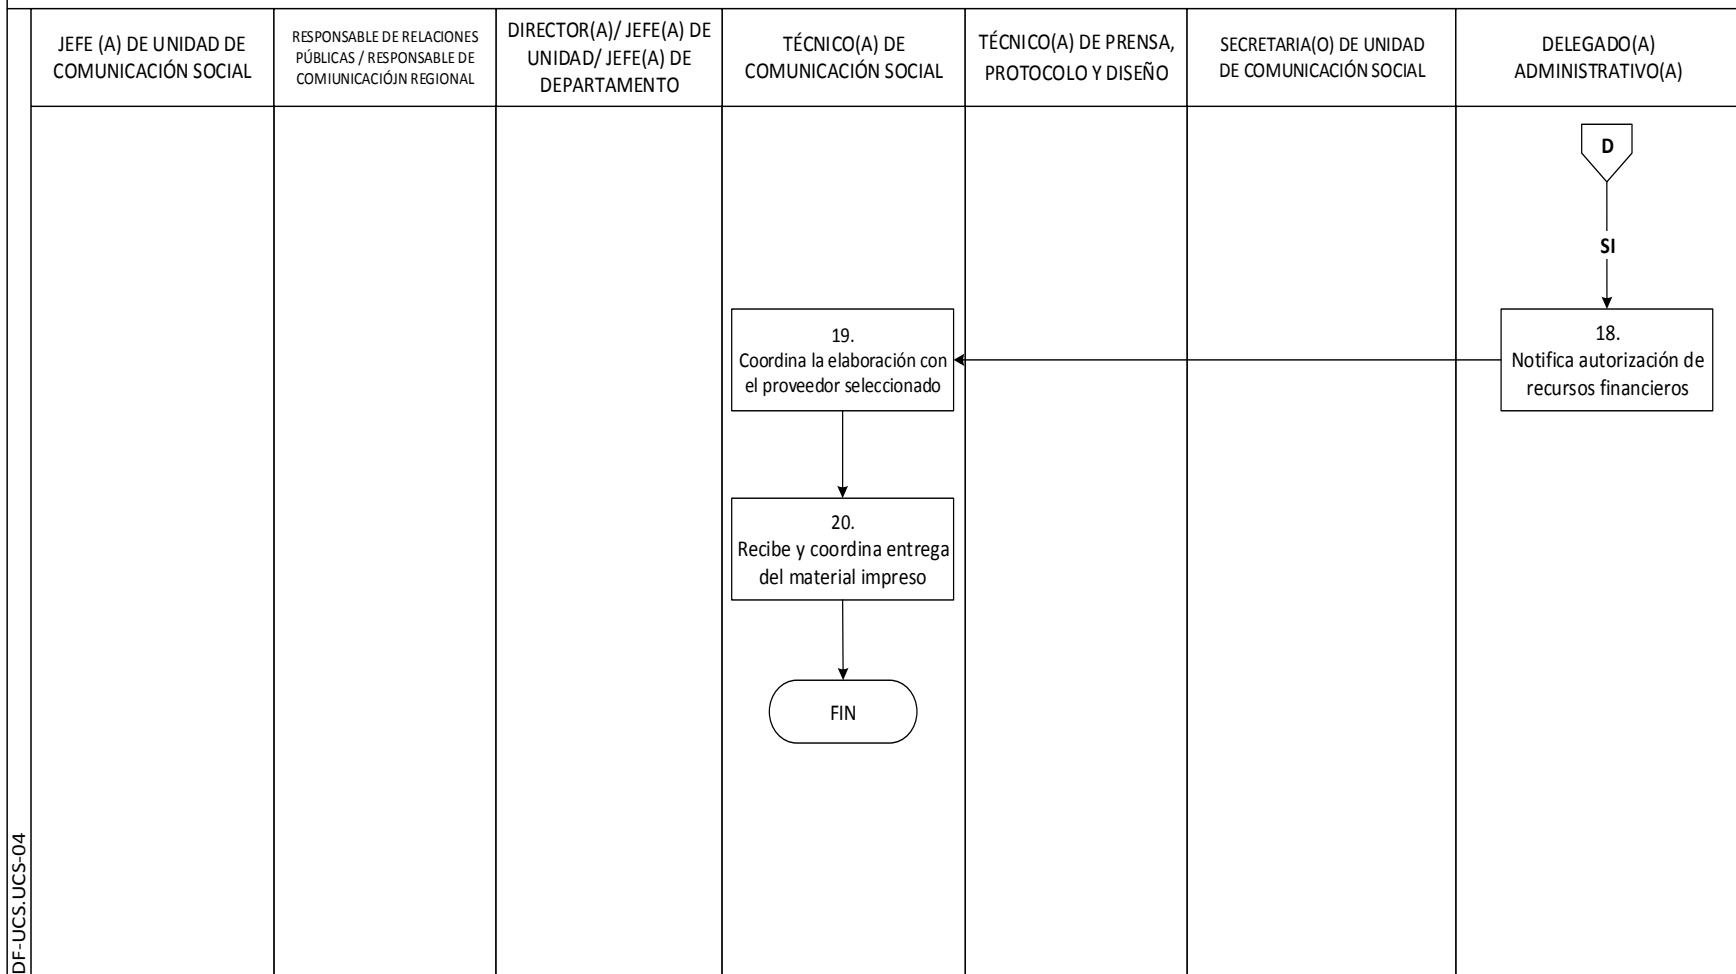 JEFE (A) DE UNIDAD DE
COMUNICACIÓN SOCIAL
RESPONSABLE DE RELACIONES
PÚBLICAS / RESPONSABLE DE
COMIUNICACIÓJN REGIONAL
DIRECTOR(A)/ JEFE(A) DE
UNIDAD/ JEFE(A) DE
DEPARTAMENTO
TÉCNICO(A) DE
COMUNICACIÓN SOCIAL
TÉCNICO(A) DE PRENSA,
PROTOCOLO Y DISEÑO
SECRETARIA(O) DE UNIDAD
DE COMUNICACIÓN SOCIAL
DELEGADO(A)
ADMINISTRATIVO(A)
D
SI
18.
Notifica autorización de
recursos financieros
19.
Coordina la elaboración con
el proveedor seleccionado
20.
Recibe y coordina entrega
del material impreso
FIN
DF-UCS.UCS-04